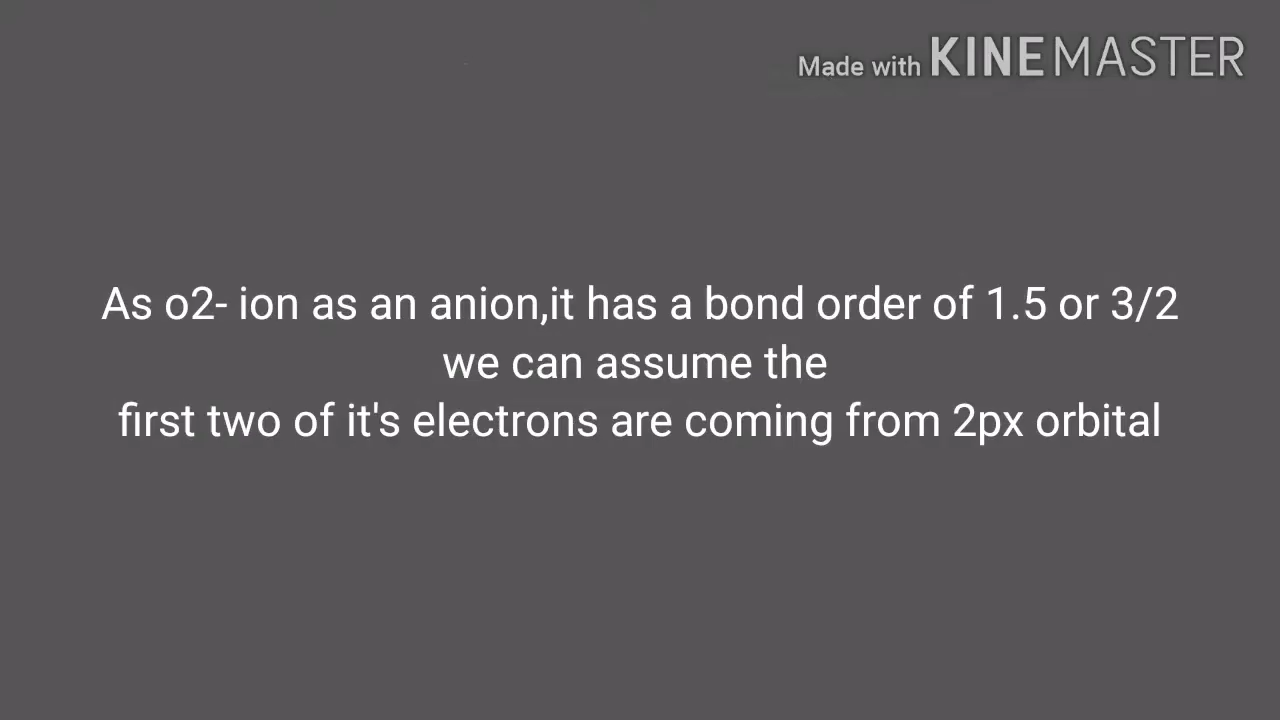 Made with KINEMASTER
As o2- ion as an anion,it has a bond order of 1.5 or 3/2
we can assume the
first two of it's electrons are coming from 2px orbital